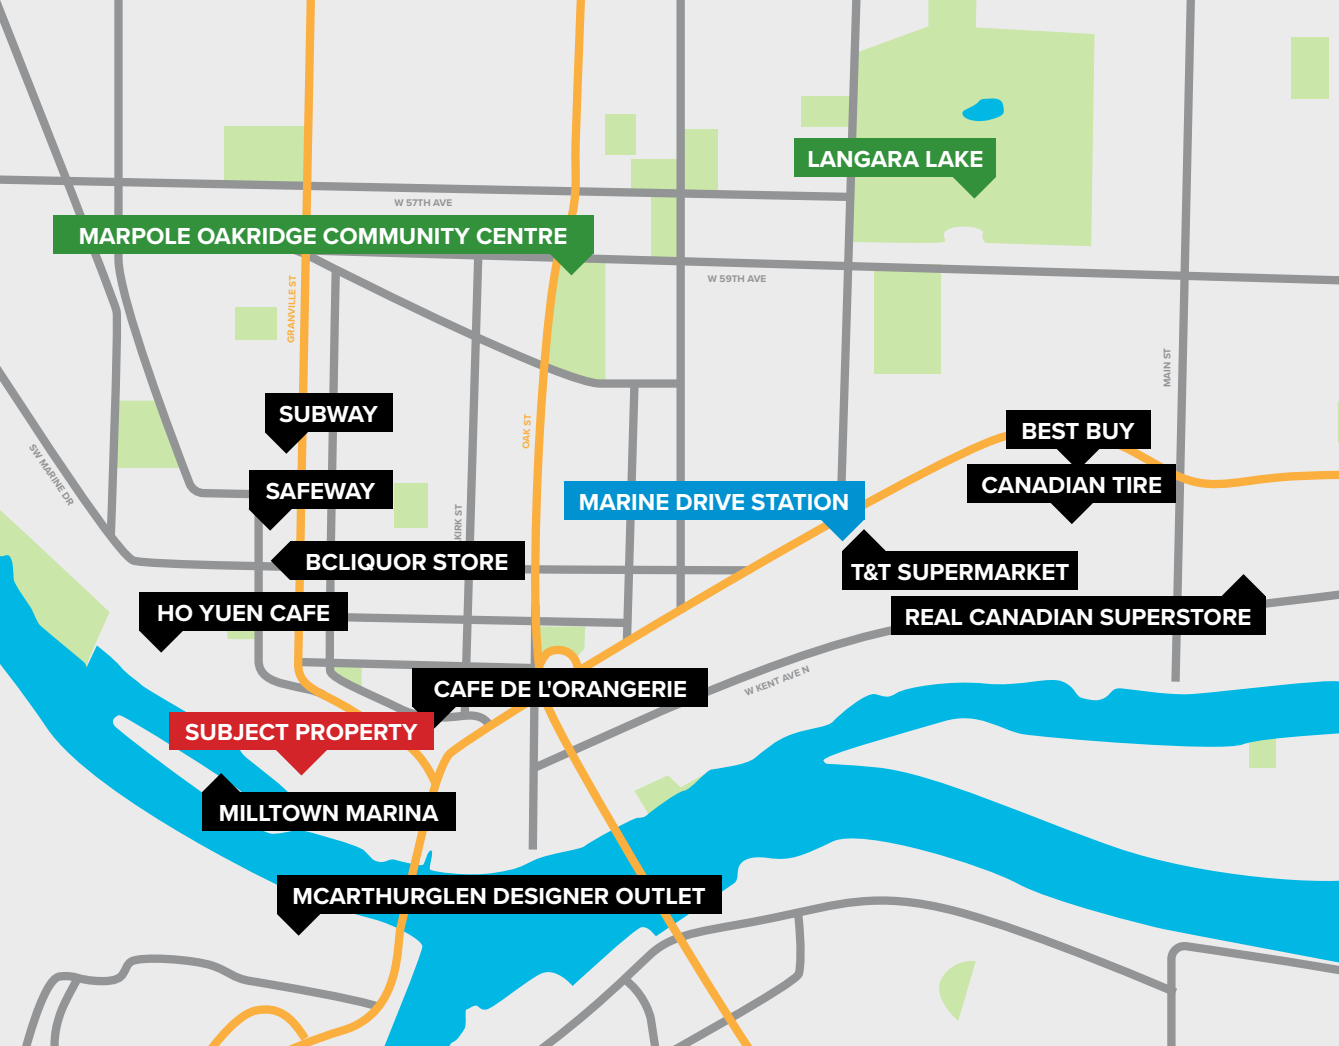 LANGARA LAKE
W 57TH AVE
MARPOLE OAKRIDGE COMMUNITY CENTRE
W 59TH AVE
GRANVILLE ST
MAIN ST
SUBWAY
OAK ST
BEST BUY
SW MARINE DR
SAFEWAY
CANADIAN TIRE
MARINE DRIVE STATION
KIRK ST
BCLIQUOR STORE
T&T SUPERMARKET
HO YUEN CAFE
REAL CANADIAN SUPERSTORE
W KENT AVE N
CAFE DE L'ORANGERIE
SUBJECT PROPERTY
MILLTOWN MARINA
MCARTHURGLEN DESIGNER OUTLET